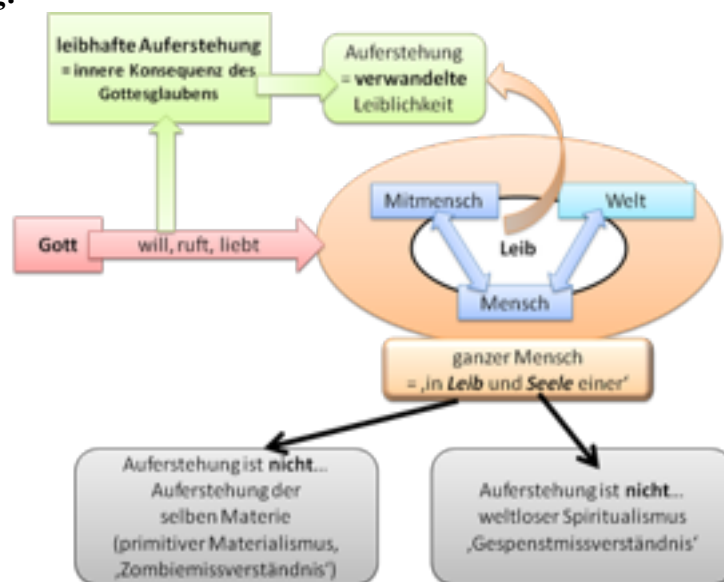 leibhafte Auferstehung
= innere Konsequenz des
Gottesglaubens
Auferstehung
= verwandelte
Leiblichkeit
Mitmensch
Welt
Gott
will, ruft, liebt
Leib
Mensch
ganzer Mensch
= ‚in Leib und Seele einer‘
Auferstehung ist nicht...
Auferstehung der
selben Materie
(primitiver Materialismus,
‚Zombiemissverständnis‘)
Auferstehung ist nicht...
weltloser Spiritualismus
‚Gespenstmissverständnis‘